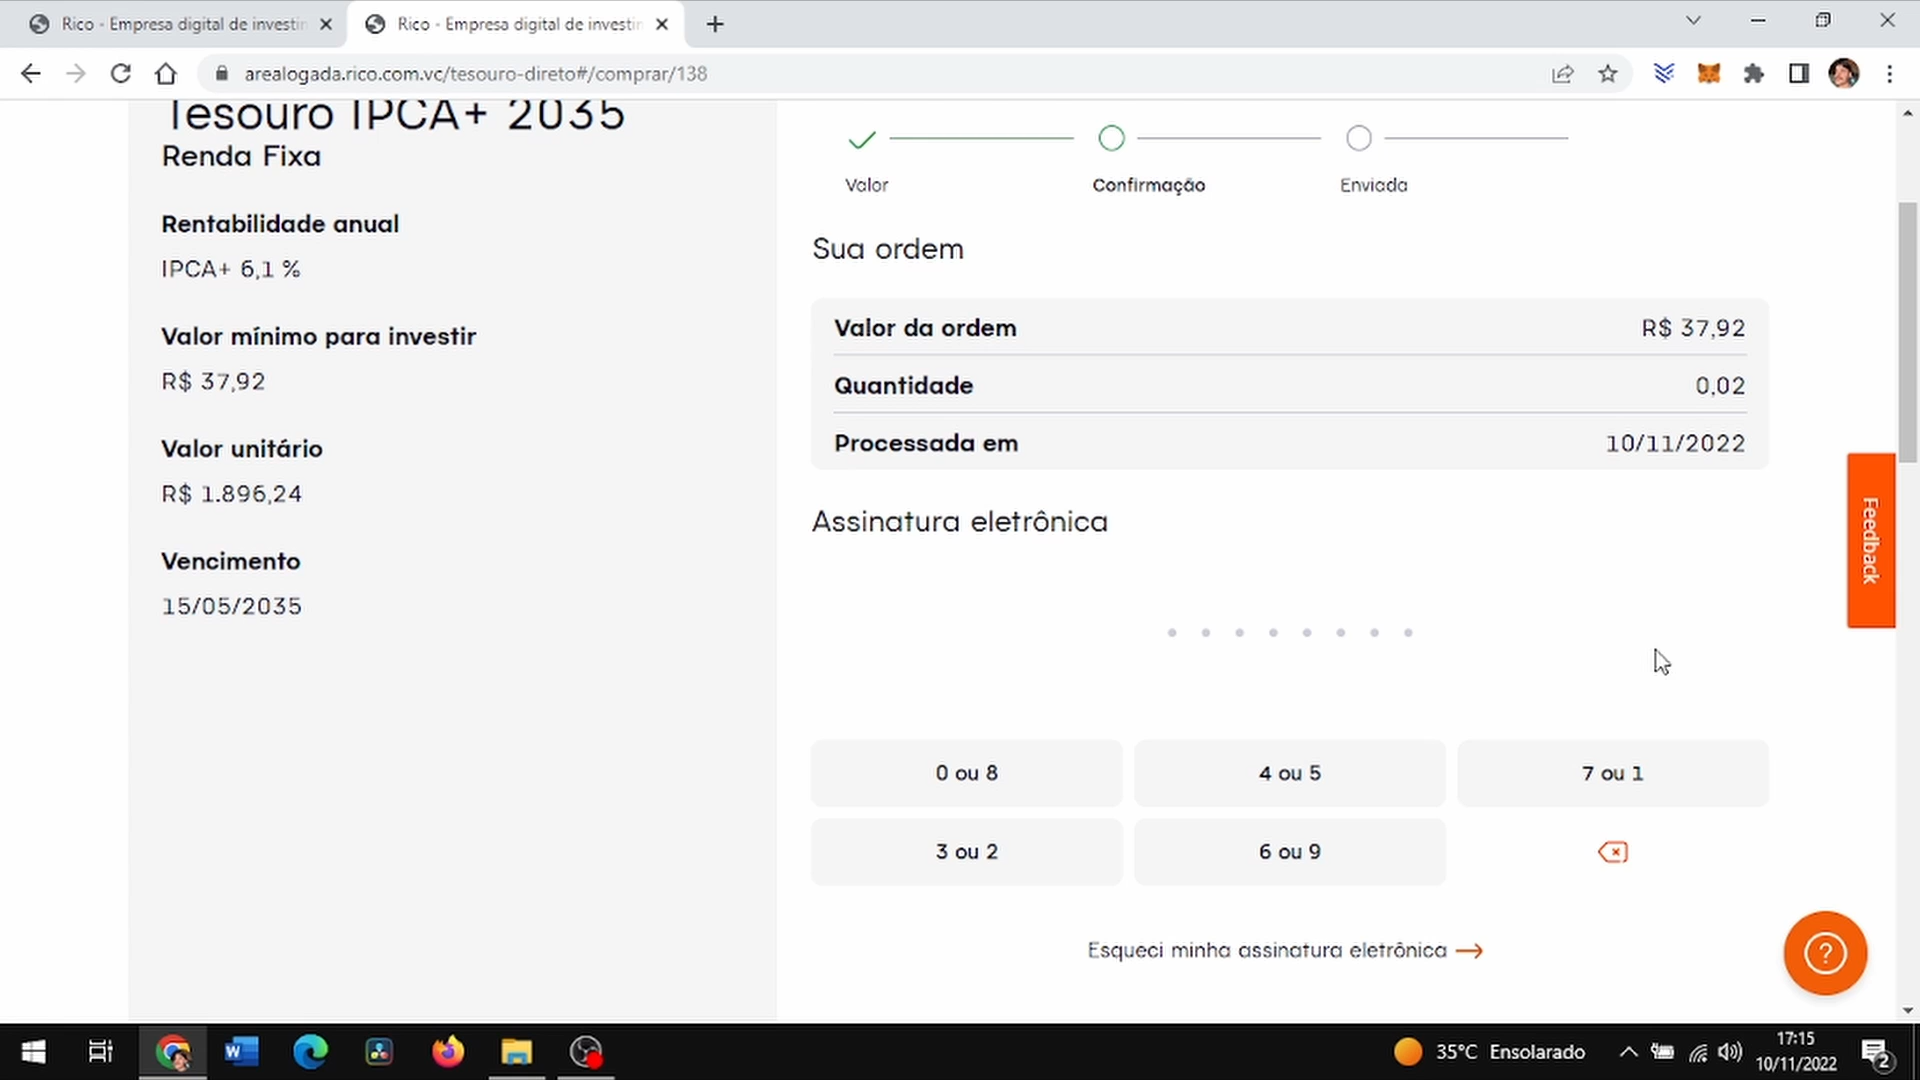 Rico - Empresa digital de investi
Rico - Empresa digital de investin
arealogada.rico.com.vc/tesouro-direto#/comprar/138
Tesouro IPCA+ 2035
Renda Fixa
Rentabilidade anual
IPCA+ 6,1 %
Valor mínimo para investir
R$ 37,92
Valor unitário
R$ 1.896,24
Vencimento
15/05/2035
Valor
Confirmação
Enviada
Sua ordem
Valor da ordem R$ 37,92
Quantidade 0,02
Processada em 10/11/2022
Assinatura eletrônica
0 ou 8
4 ou 5
7 ou 1
3 ou 2
6 ou 9
Esqueci minha assinatura eletrônica
Feedback
?
35°C Ensolarado
17:15
10/11/2022
2